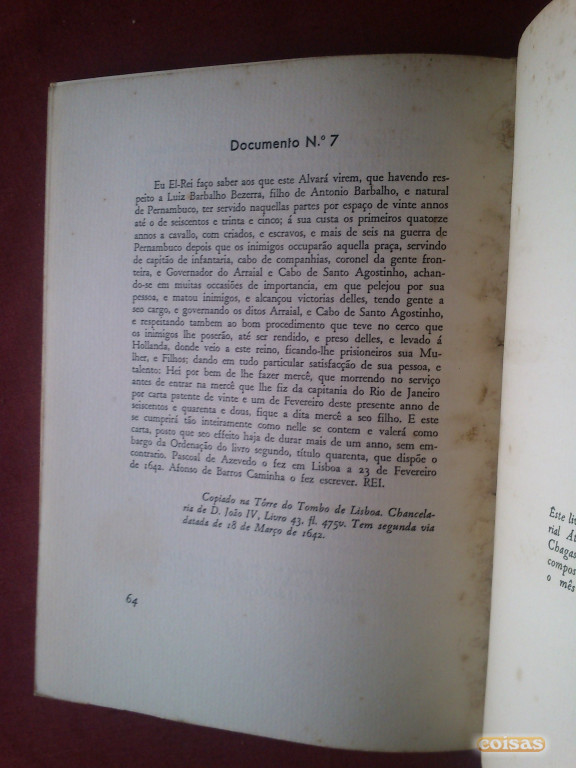 Documento N.º 7
Eu El-Rei faço saber aos que este Alvará virem, que havendo res-
peito a Luiz Barbalho Bezerra, filho de Antonio Barbalho, e natural
de Pernambuco, ter servido naquellas partes por espaço de vinte annos
até o de seiscentos e trinta e cinco; á sua custa os primeiros quatorze
annos a cavallo, com criados, e escravos, e mais de seis na guerra de
Pernambuco depois que os inimigos occuparão aquella praça, servindo
de capitão de infantaria, cabo de companhias, coronel da gente fron-
teira, e Governador do Arraial e Cabo de Santo Agostinho, achan-
do-se em muitas occasiões de importancia, em que pelejou por sua
pessoa, e matou inimigos, e alcançou victorias delles, tendo gente a
seo cargo, e governando os ditos Arraial, e Cabo de Santo Agostinho,
e respeitando tambem ao bom procedimento que teve no cerco que
os inimigos lhe poserão, até ser rendido, e preso delles, e levado á
Hollanda, donde veio a este reino, ficando-lhe prisioneiros sua Mu-
lher, e Filhos; dando em tudo particular satisfacção de sua pessoa, e
talento; Hei por bem de lhe fazer mercê, que morrendo no serviço
antes de entrar na mercê que lhe fiz da capitania do Rio de Janeiro
por carta patente de vinte e um de Fevereiro deste presente anno de
seiscentos e quarenta e dous, fique a dita mercê a seo filho. E este
se cumprirá tão inteiramente como nelle se contem e valerá como
carta, posto que seo effeito haja de durar mais de um anno, sem em-
bargo da Ordenação do livro segundo, título quarenta, que dispõe o
contrario. Pascoal de Azevedo o fez em Lisboa a 23 de Fevereiro
de 1642. Afonso de Barros Caminha o fez escrever. REI.
Copiado na Tôrre do Tombo de Lisboa. Chancela-
ria de D. João IV, Livro 43, fl. 475v. Tem segunda via
datada de 18 de Março de 1642.
64
Êste li
rial Át
Chagas
compos
o mês
coisas